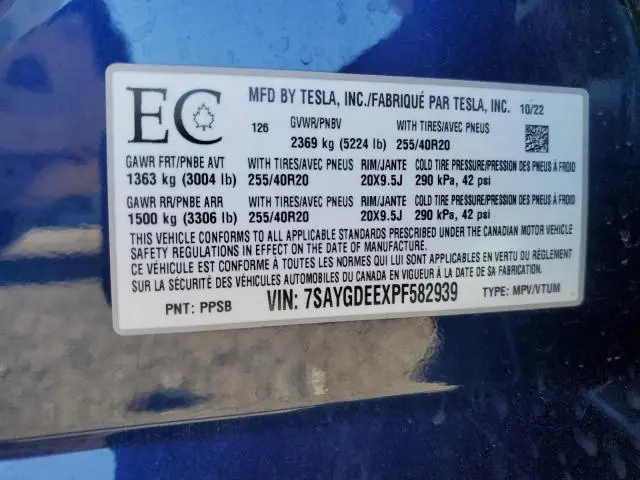 EC MFD BY TESLA, INC./FABRIQUÉ PAR TESLA, INC. 10/22
126 GVWR/PNBV WITH TIRES/AVEC PNEUS
2369 kg (5224 lb) 255/40R20
GAWR FRT/PNBE AVT WITH TIRES/AVEC PNEUS RIM/JANTE COLD TIRE PRESSURE/PRESSION DES PNEUS À FROID
1363 kg (3004 lb) 255/40R20 20X9.5J 290 kPa, 42 psi
GAWR RR/PNBE ARR WITH TIRES/AVEC PNEUS RIM/JANTE COLD TIRE PRESSURE/PRESSION DES PNEUS À FROID
1500 kg (3306 lb) 255/40R20 20X9.5J 290 kPa, 42 psi
THIS VEHICLE CONFORMS TO ALL APPLICABLE STANDARDS PRESCRIBED UNDER THE CANADIAN MOTOR VEHICLE
SAFETY REGULATIONS IN EFFECT ON THE DATE OF MANUFACTURE.
CE VÉHICULE EST CONFORME À TOUTES LES NORMES QUI LUI SONT APPLICABLES EN VERTU DU RÈGLEMENT
SUR LA SÉCURITÉ DES VÉHICULES AUTOMOBILES DU CANADA EN VIGUEUR À LA DATE DE SA FABRICATION.
PNT: PPSB VIN: 7SAYGDEEXPF582939 TYPE: MPV/VTUM